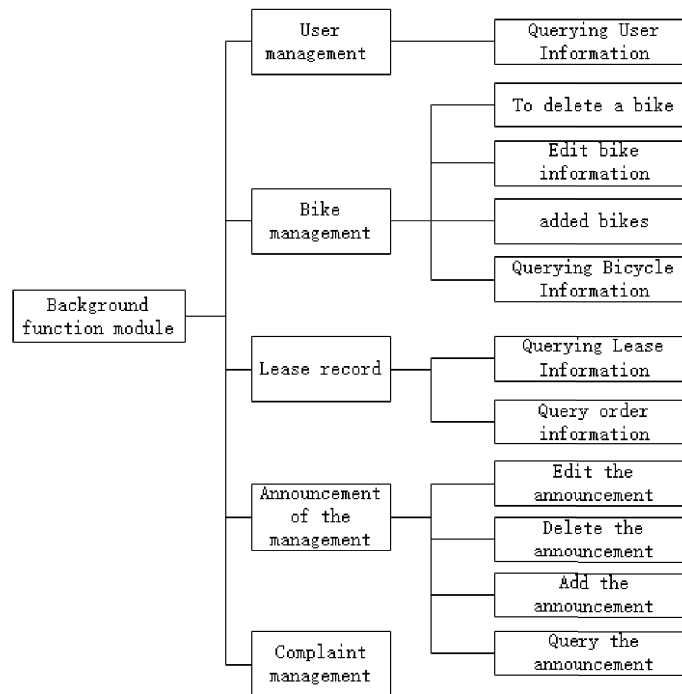 User
management
Querying User
Information
To delete a bike
Edit bike
information
Bike
management
added bikes
Querying Bicycle
Information
Background
function module
Lease record
Querying Lease
Information
Query order
information
Announcement
of the
management
Edit the
announcement
Delete the
announcement
Add the
announcement
Query the
announcement
Complaint
management